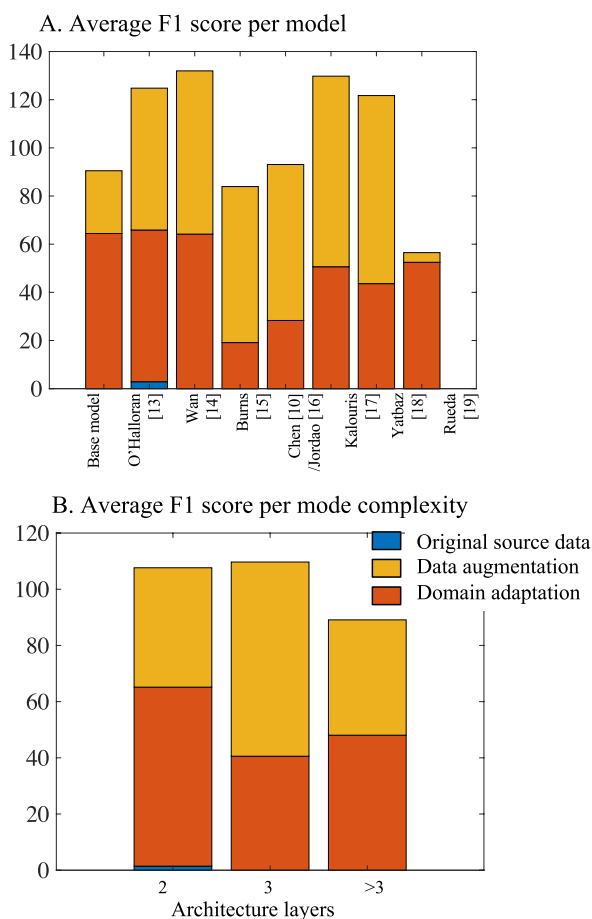 A. Average F1 score per model
140
120
100
80
60
40
20
0
Base model
O'Halloran
[13]
Wan
[14]
Burns
[15]
Chen [10]
/Jordao [16]
Kalouris
[17]
Yatbaz
[18]
Rueda
[19]
B. Average F1 score per mode complexity
120
100
80
60
40
20
0
Original source data
Data augmentation
Domain adaptation
2
3
>3
Architecture layers